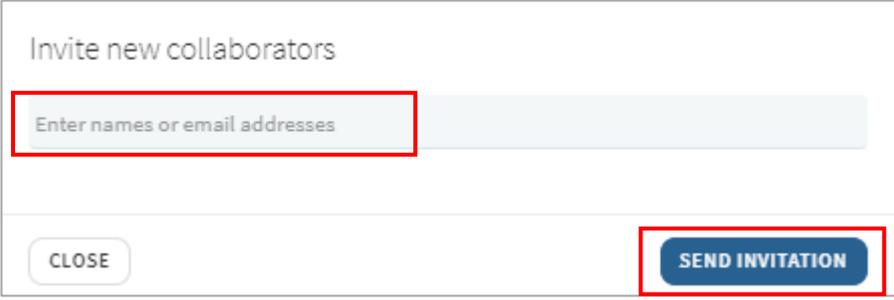 Invite new collaborators
Enter names or email addresses
CLOSE
SEND INVITATION